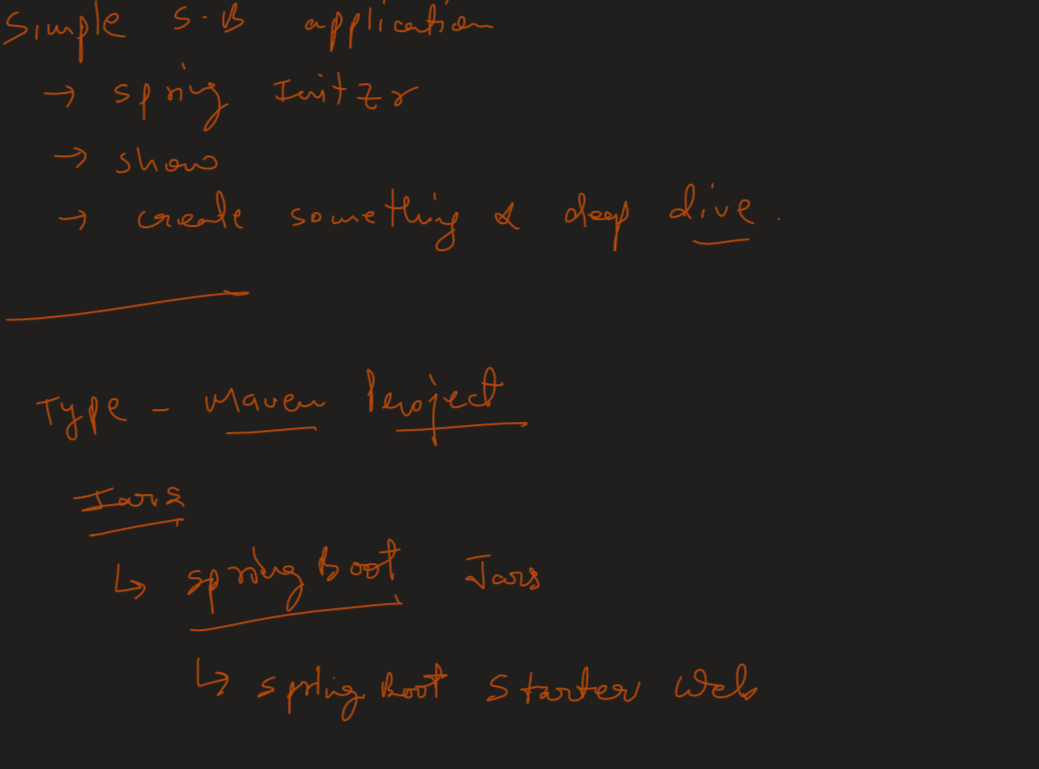 Simple S.B application
→ spring Initzr
→ show
→ create something & deep dive.
Type - Maven Project
Jars
↳ spring Boot Jars
↳ spring Boot starter web